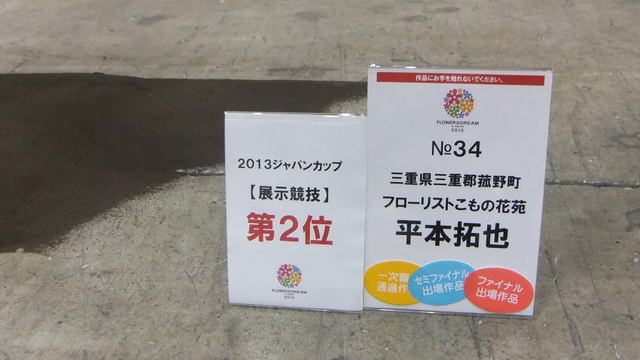 2013ジャパンカップ
【展示競技】
第2位
FLOWER✿DREAM
2013
作品にお手を触れないでください。
FLOWER✿DREAM
2013
№34
三重県三重郡菰野町
フローリストこもの花苑
平本拓也
一次審
通過作
セミファイナル
出場作品
ファイナル
出場作品